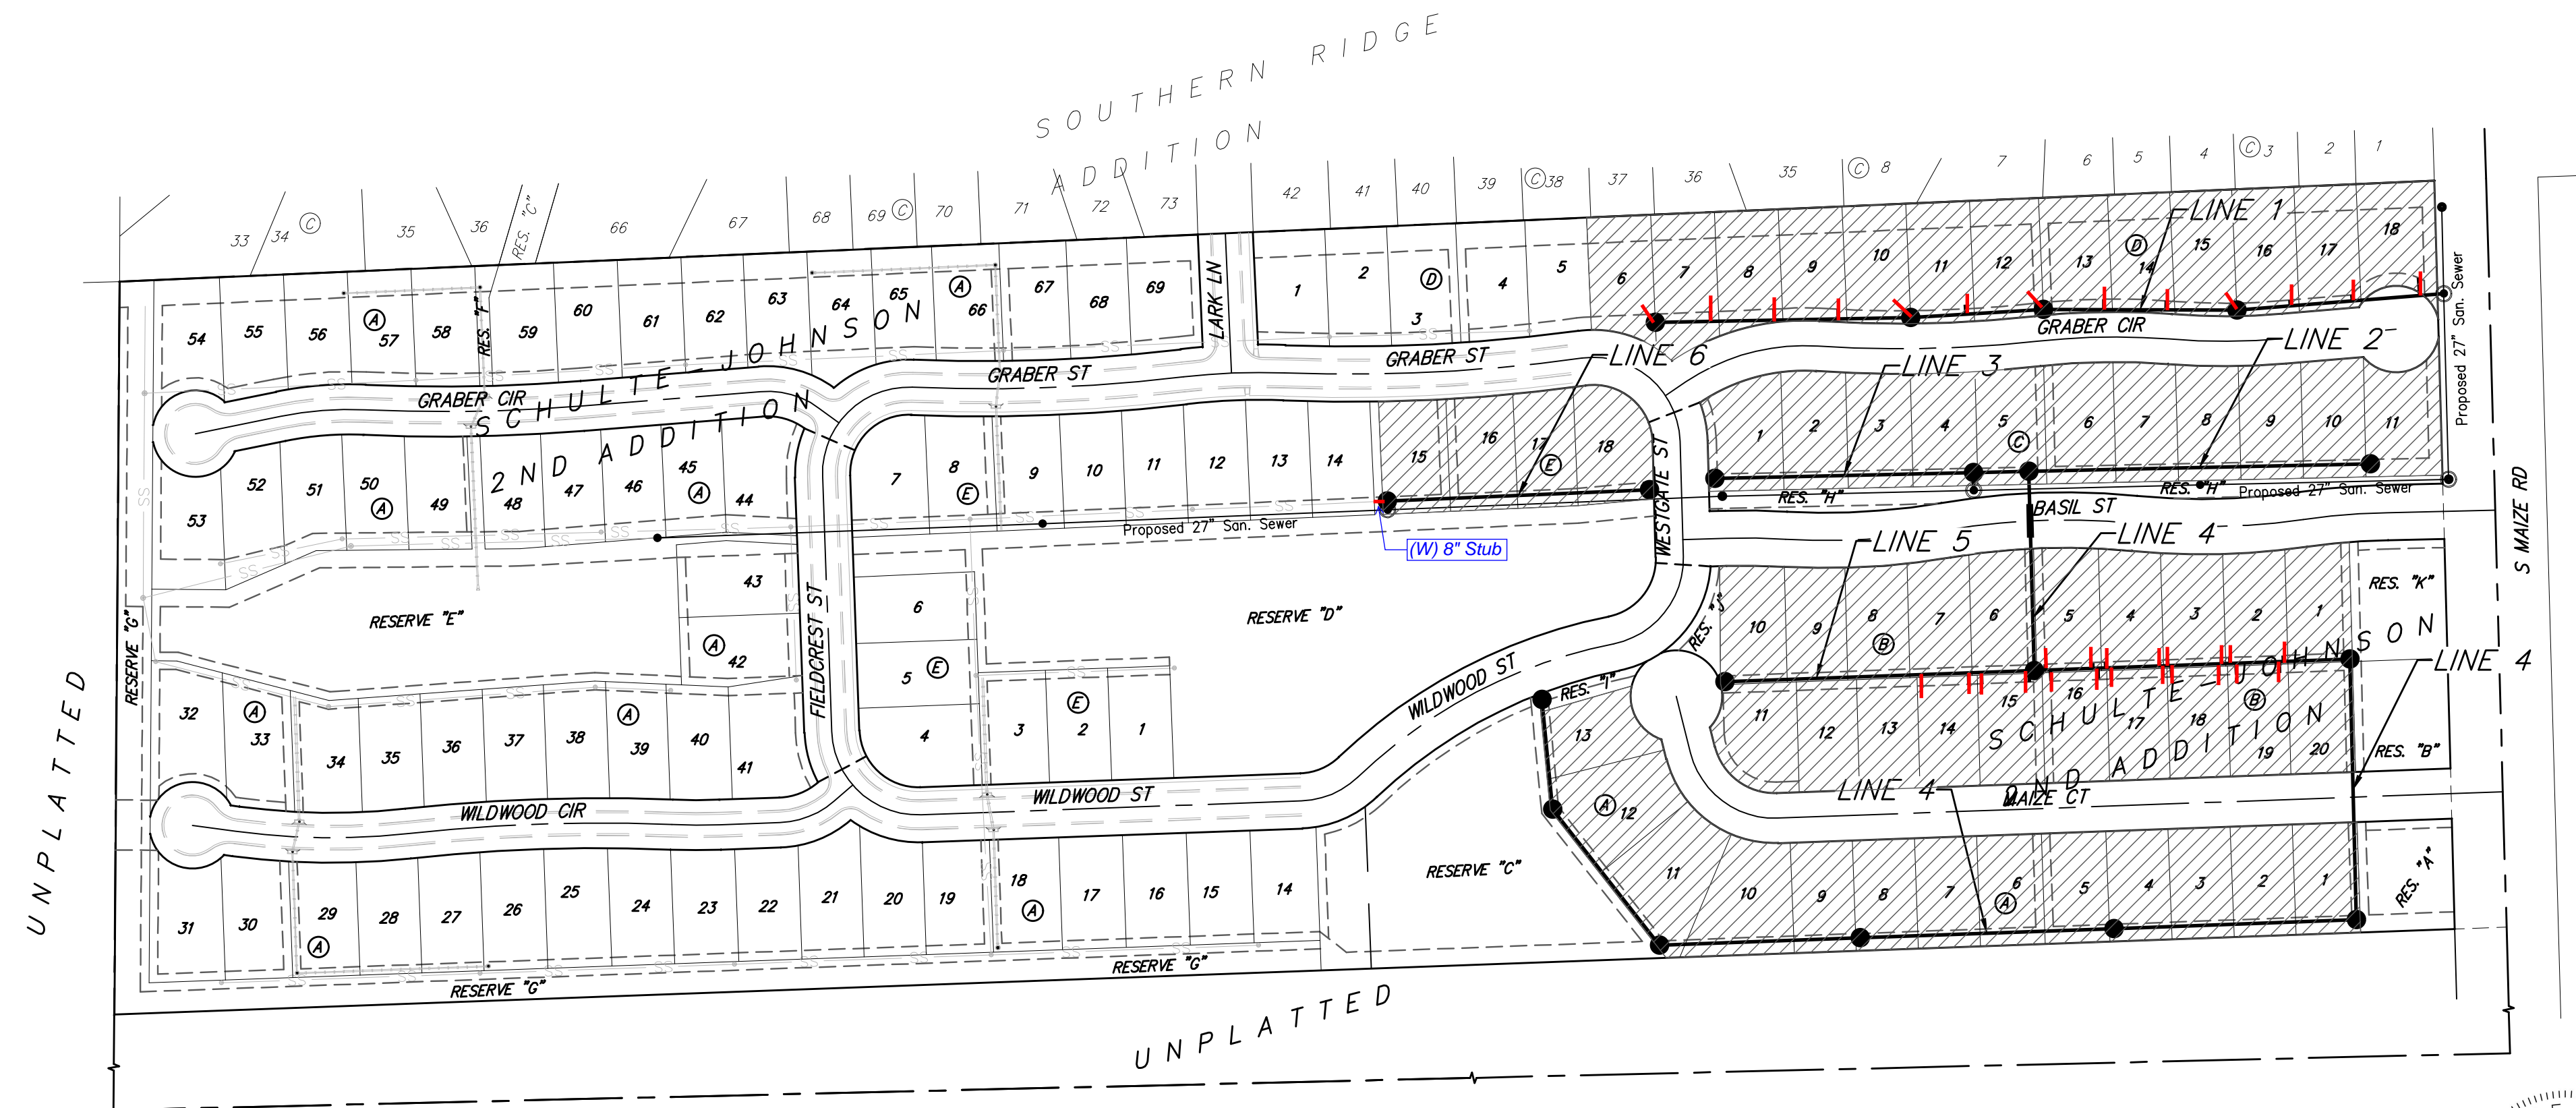 SOUTHERN RIDGE
ADDITION
33 34 Ⓒ 35 36 RES. "C" 66 67 68 69 Ⓒ 70 71 72 73 42 41 40 39 Ⓒ 38 37 36 35 Ⓒ 8 7 6 5 4 Ⓒ 3 2 1
54 55 56 Ⓐ 57 58 RES. "F" 59 60 61 62 63 64 65 Ⓐ 66 67 68 69 LARK LN 1 2 Ⓓ 3 4 5 6 7 8 9 10 11 12 13 Ⓓ 14 15 16 17 18
LINE 1
Proposed 27" San. Sewer
GRABER CIR
GRABER ST
GRABER ST
GRABER CIR
LINE 6
LINE 3
LINE 2
SCHULTE-JOHNSON
2ND ADDITION
53 52 51 50 Ⓐ 49 48 47 46 45 Ⓐ 44 7 8 Ⓔ 9 10 11 12 13 14 15 16 17 Ⓔ 18
WESTGATE ST
1 2 3 4 5 Ⓒ 6 7 8 9 10 11
S MAIZE RD
RES. "H"
RES. "H"
Proposed 27" San. Sewer
Proposed 27" San. Sewer
BASIL ST
(W) 8" Stub
LINE 5
LINE 4
UNPLATTED
RESERVE "G"
RESERVE "E"
43
Ⓐ 42
FIELDCREST ST
6
5 Ⓔ
4
RESERVE "D"
3 Ⓔ 2 1
WILDWOOD ST
RES. "J"
RES. "I"
10 9 8 Ⓑ 7 6 5 4 3 2 1
RES. "K"
LINE 4
11 12 13 14 15 16 17 18 Ⓑ 19 20
SCHULTE-JOHNSON
2ND ADDITION
RES. "B"
32 Ⓐ 33 34 35 36 37 38 Ⓐ 39 40 41
WILDWOOD CIR
WILDWOOD ST
LINE 4
MAIZE CT
13
Ⓐ 12
11 10 9 8 7 6 Ⓐ 5 4 3 2 1
RES. "A"
RESERVE "C"
31 30 29 Ⓐ 28 27 26 25 24 23 22 21 20 19 18 Ⓐ 17 16 15 14
RESERVE "G"
RESERVE "G"
UNPLATTED